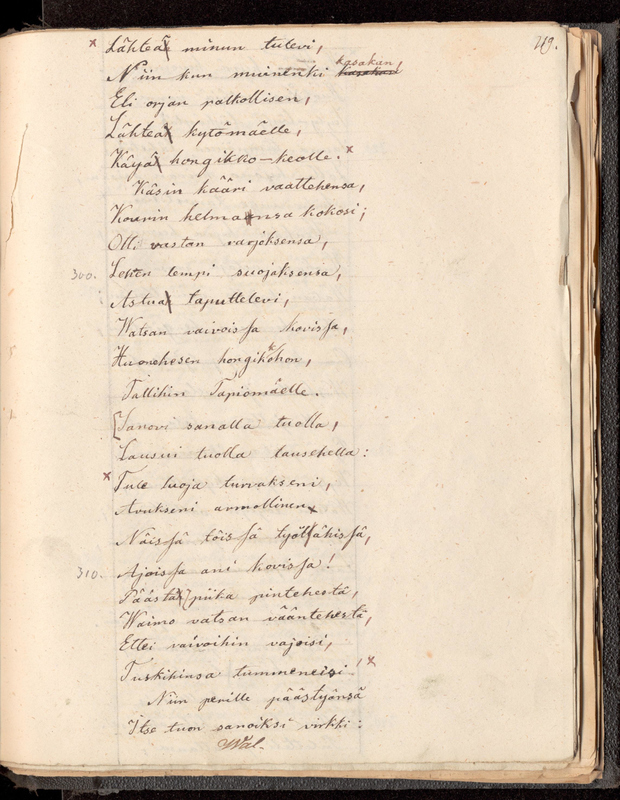 219.
× Lähteä minun tulevi,
Niin kun muinenki kasakan,
Eli orjan palkollisen,
Lähteä kytömäelle,
Käyä hongikko-keolle. ×
Käsin kääri vaattehensa,
Kourin helmansa kokosi;
Otti vastan varjoksensa,
300. Lehen lempi suojaksensa,
Astua taputtelevi,
Watsan vaivoissa kovissa,
Huonehesen hongikkohon,
Tallihin Tapiomäelle.
[Sanovi sanalla tuolla,
Lausui tuolla lausehella:
× Tule luoja turvakseni,
Avukseni armollinen
Näissä töissä työlähissä,
310. Ajoissa ani kovissa!
Päästä piika pintehestä,
Waimo vatsan vääntehestä,
Ettei vaivoihin vajoisi,
Tuskihinsa tummeneisi! ×
Niin perille päästyänsä
Itse tuon sanoiksi virkki:
Wal.